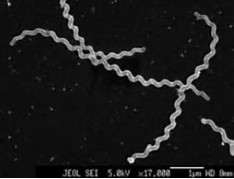 JEOL SEI 5.0kV ×17,000 1μm WD 8mm